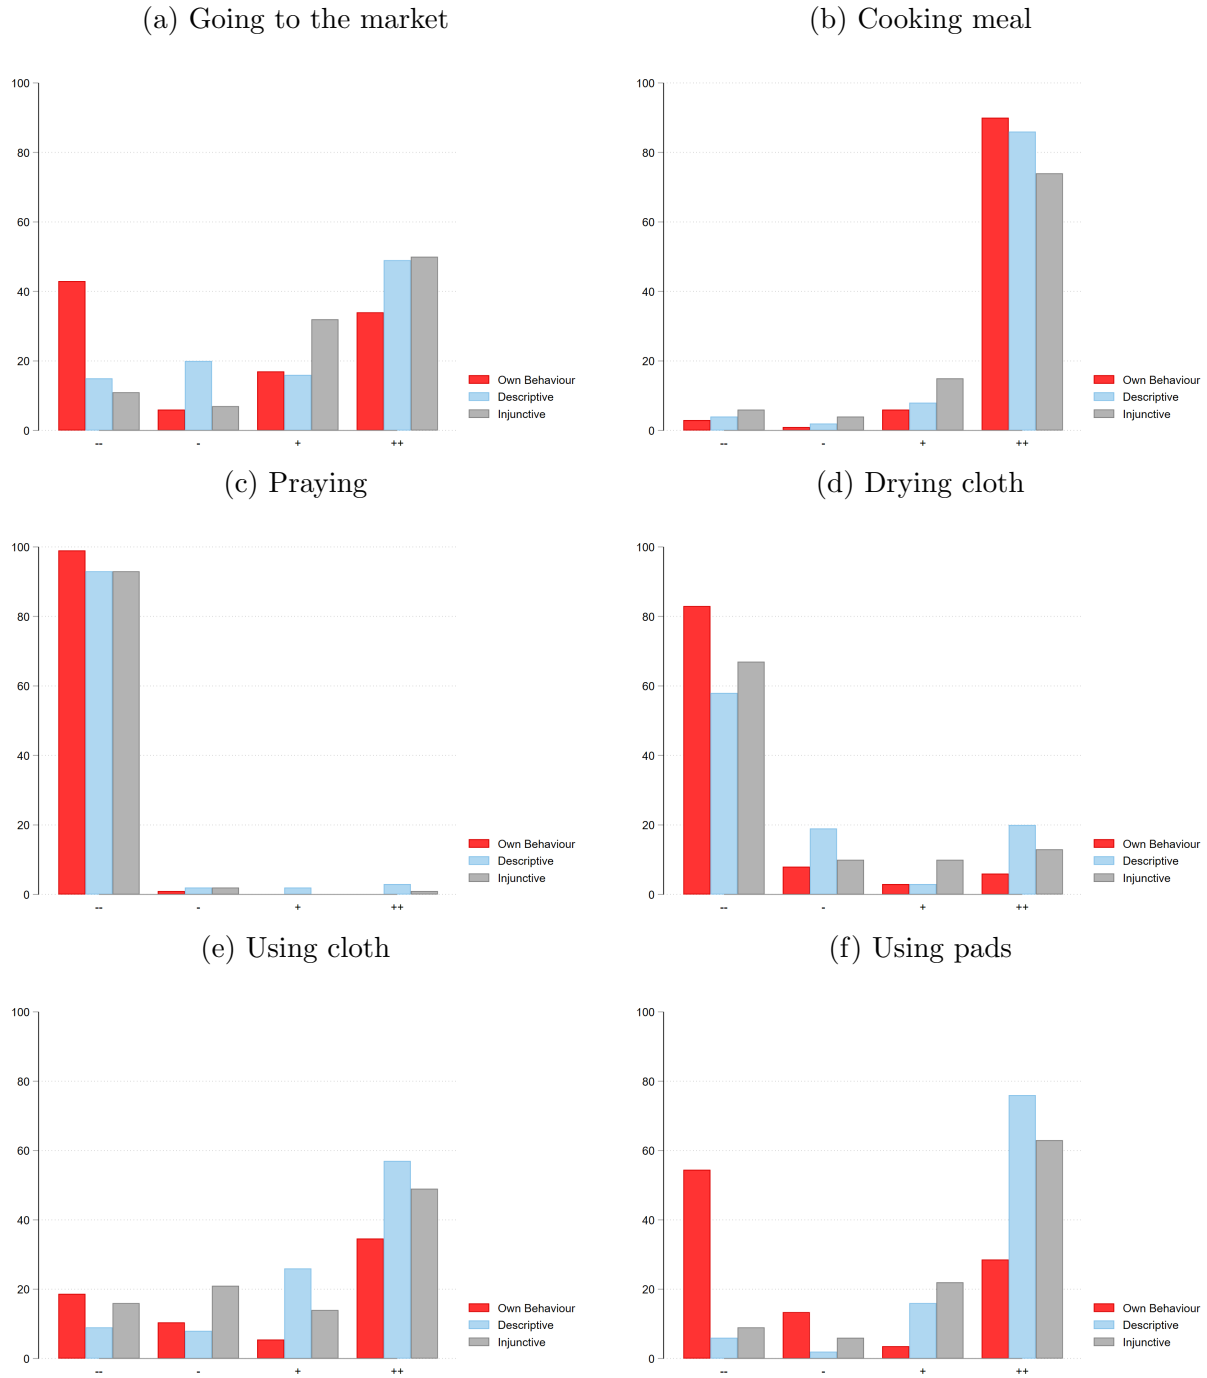 (a) Going to the market
(b) Cooking meal
100
80
60
40
20
0
-- - + ++
Own Behaviour
Descriptive
Injunctive
100
80
60
40
20
0
-- - + ++
Own Behaviour
Descriptive
Injunctive
(c) Praying
(d) Drying cloth
100
80
60
40
20
0
-- - + ++
Own Behaviour
Descriptive
Injunctive
100
80
60
40
20
0
-- - + ++
Own Behaviour
Descriptive
Injunctive
(e) Using cloth
(f) Using pads
100
80
60
40
20
0
-- - + ++
Own Behaviour
Descriptive
Injunctive
100
80
60
40
20
0
-- - + ++
Own Behaviour
Descriptive
Injunctive